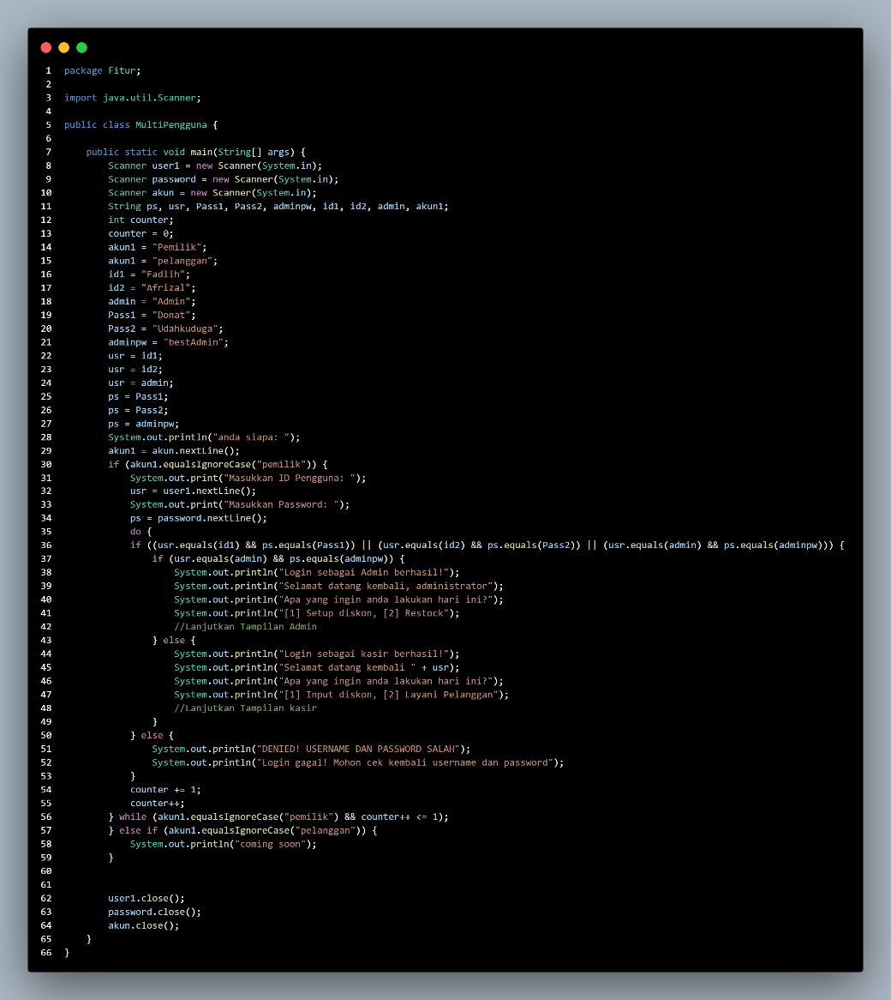 1 package Fitur;
2
3 import java.util.Scanner;
4
5 public class MultiPengguna {
6
7     public static void main(String[] args) {
8         Scanner user1 = new Scanner(System.in);
9         Scanner password = new Scanner(System.in);
10         Scanner akun = new Scanner(System.in);
11         String ps, usr, Pass1, Pass2, adminpw, id1, id2, admin, akun1;
12         int counter;
13         counter = 0;
14         akun1 = "Pemilik";
15         akun1 = "pelanggan";
16         id1 = "Fadlih";
17         id2 = "Afrizal";
18         admin = "Admin";
19         Pass1 = "Donat";
20         Pass2 = "Udahkuduga";
21         adminpw = "bestAdmin";
22         usr = id1;
23         usr = id2;
24         usr = admin;
25         ps = Pass1;
26         ps = Pass2;
27         ps = adminpw;
28         System.out.println("anda siapa: ");
29         akun1 = akun.nextLine();
30         if (akun1.equalsIgnoreCase("pemilik")) {
31             System.out.print("Masukkan ID Pengguna: ");
32             usr = user1.nextLine();
33             System.out.print("Masukkan Password: ");
34             ps = password.nextLine();
35             do {
36             if ((usr.equals(id1) && ps.equals(Pass1)) || (usr.equals(id2) && ps.equals(Pass2)) || (usr.equals(admin) && ps.equals(adminpw))) {
37                 if (usr.equals(admin) && ps.equals(adminpw)) {
38                     System.out.println("Login sebagai Admin berhasil!");
39                     System.out.println("Selamat datang kembali, administrator");
40                     System.out.println("Apa yang ingin anda lakukan hari ini?");
41                     System.out.println("[1] Setup diskon, [2] Restock");
42                     //Lanjutkan Tampilan Admin
43                 } else {
44                     System.out.println("Login sebagai kasir berhasil!");
45                     System.out.println("Selamat datang kembali " + usr);
46                     System.out.println("Apa yang ingin anda lakukan hari ini?");
47                     System.out.println("[1] Input diskon, [2] Layani Pelanggan");
48                     //Lanjutkan Tampilan kasir
49                 }
50             } else {
51                 System.out.println("DENIED! USERNAME DAN PASSWORD SALAH");
52                 System.out.println("Login gagal! Mohon cek kembali username dan password");
53             }
54             counter += 1;
55             counter++;
56         } while (akun1.equalsIgnoreCase("pemilik") && counter++ <= 1);
57         } else if (akun1.equalsIgnoreCase("pelanggan")) {
58             System.out.println("coming soon");
59         }
60
61
62         user1.close();
63         password.close();
64         akun.close();
65     }
66 }